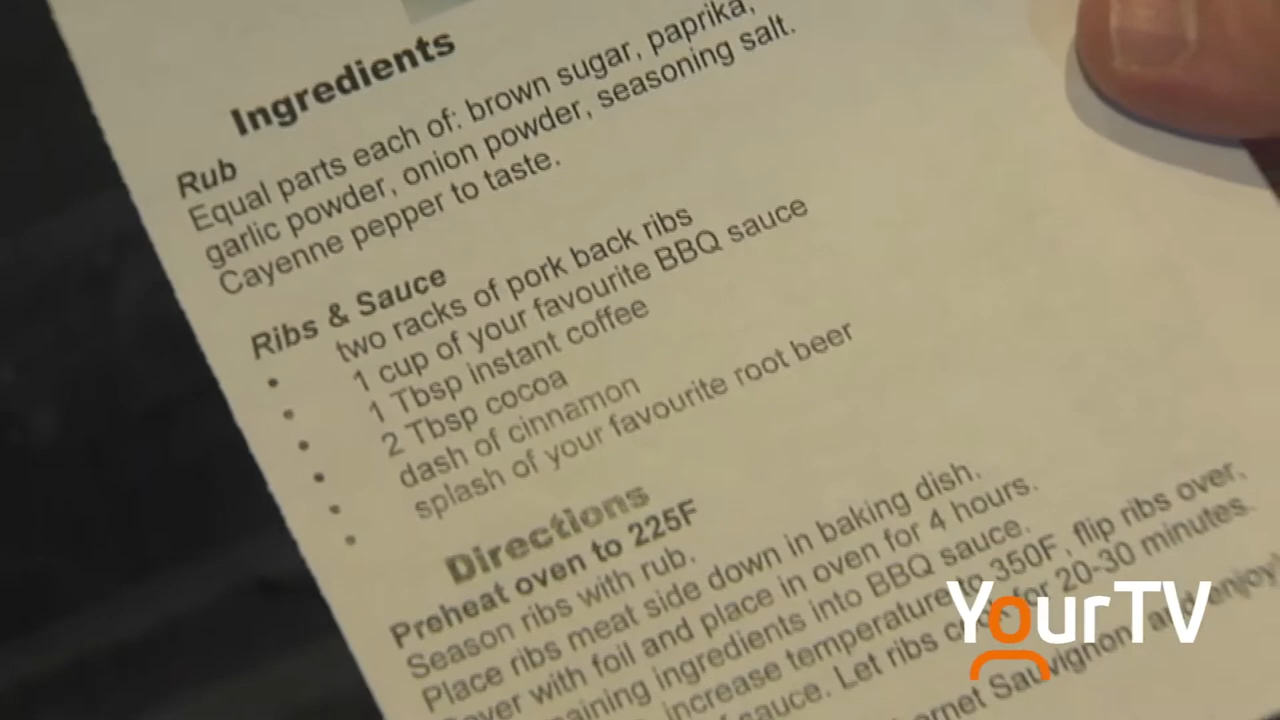 Ingredients
Rub
Equal parts each of: brown sugar, paprika,
garlic powder, onion powder, seasoning salt.
Cayenne pepper to taste.
Ribs & Sauce
• two racks of pork back ribs
• 1 cup of your favourite BBQ sauce
• 1 Tbsp instant coffee
• 2 Tbsp cocoa
• dash of cinnamon
• splash of your favourite root beer
Directions
Preheat oven to 225F
Season ribs with rub.
Place ribs meat side down in baking dish.
with foil and place in oven for 4 hours.
ingredients into BBQ sauce.
increase temperature to 350F, flip ribs over,
sauce. Let ribs for 20-30 minutes.
Sauvignon, and enjoy!
YourTV